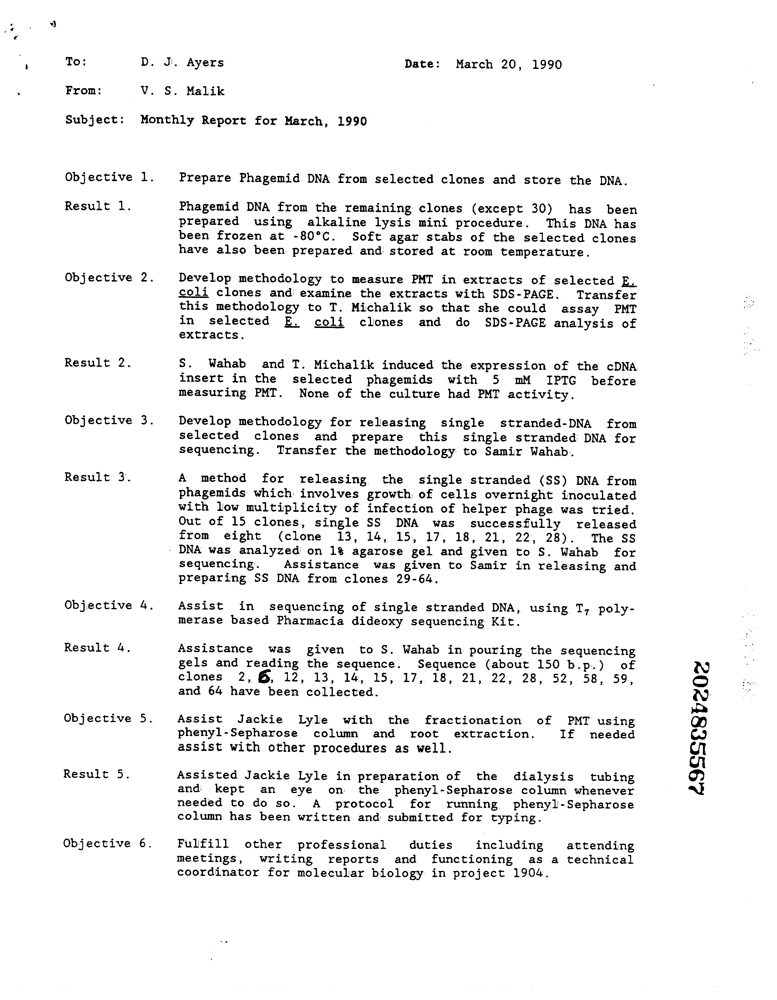 To: D. J. Ayers Date: March 20, 1990
From: V. S. Malik
Subject: Monthly Report for March, 1990
Objective 1. Prepare Phagemid DNA from selected clones and store the DNA.
Result 1. Phagemid DNA from the remaining clones (except 30) has been
prepared using alkaline lysis mini procedure. This DNA has
been frozen at -80°C. Soft agar stabs of the selected clones
have also been prepared and stored at room temperature.
Objective 2. Develop methodology to measure PMT in extracts of selected E.
coli clones and examine the extracts with SDS-PAGE. Transfer
this methodology to T. Michalik so that she could assay PMT
in selected E. coli clones and do SDS-PAGE analysis of
extracts.
Result 2. S. Wahab and T. Michalik induced the expression of the cDNA
insert in the selected phagemids with 5 mM IPTG before
measuring PMT. None of the culture had PMT activity.
Objective 3. Develop methodology for releasing single stranded-DNA from
selected clones and prepare this single stranded DNA for
sequencing. Transfer the methodology to Samir Wahab.
Result 3. A method for releasing the single stranded (SS) DNA from
phagemids which involves growth of cells overnight inoculated
with low multiplicity of infection of helper phage was tried.
Out of 15 clones, single SS DNA was successfully released
from eight (clone 13, 14, 15, 17, 18, 21, 22, 28). The SS
DNA was analyzed on 1% agarose gel and given to S. Wahab for
sequencing. Assistance was given to Samir in releasing and
preparing SS DNA from clones 29-64.
Objective 4. Assist in sequencing of single stranded DNA, using T7 poly-
merase based Pharmacia dideoxy sequencing Kit.
Result 4. Assistance was given to S. Wahab in pouring the sequencing
gels and reading the sequence. Sequence (about 150 b.p.) of
clones 2, 6, 12, 13, 14, 15, 17, 18, 21, 22, 28, 52, 58, 59,
and 64 have been collected.
Objective 5. Assist Jackie Lyle with the fractionation of PMT using
phenyl-Sepharose column and root extraction. If needed
assist with other procedures as well.
Result 5. Assisted Jackie Lyle in preparation of the dialysis tubing
and kept an eye on the phenyl-Sepharose column whenever
needed to do so. A protocol for running phenyl-Sepharose
column has been written and submitted for typing.
Objective 6. Fulfill other professional duties including attending
meetings, writing reports and functioning as a technical
coordinator for molecular biology in project 1904.
2024835567